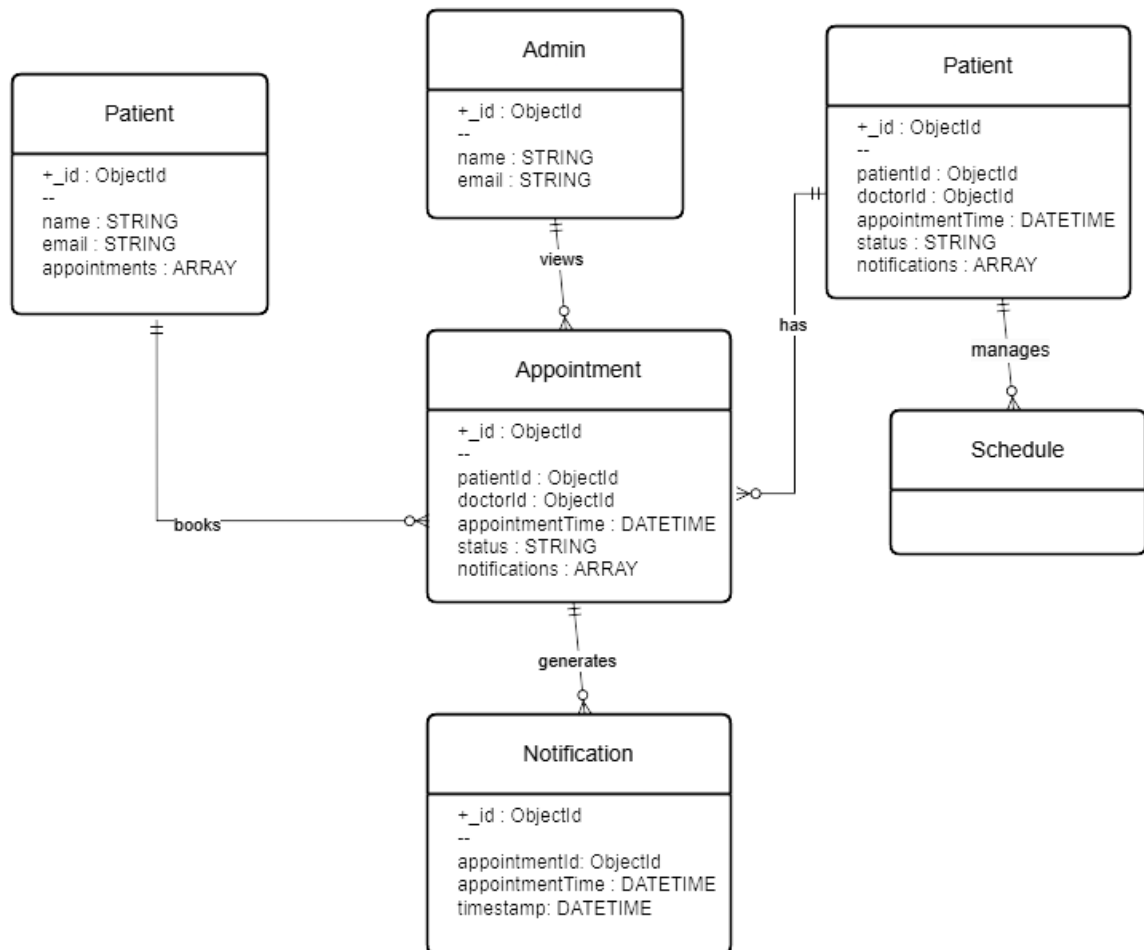 Patient
+_id : ObjectId
--
name : STRING
email : STRING
appointments : ARRAY
Admin
+_id : ObjectId
--
name : STRING
email : STRING
Patient
+_id : ObjectId
--
patientId : ObjectId
doctorId : ObjectId
appointmentTime : DATETIME
status : STRING
notifications : ARRAY
views
has
manages
books
Appointment
+_id : ObjectId
--
patientId : ObjectId
doctorId : ObjectId
appointmentTime : DATETIME
status : STRING
notifications : ARRAY
Schedule
generates
Notification
+_id : ObjectId
--
appointmentId: ObjectId
appointmentTime : DATETIME
timestamp: DATETIME